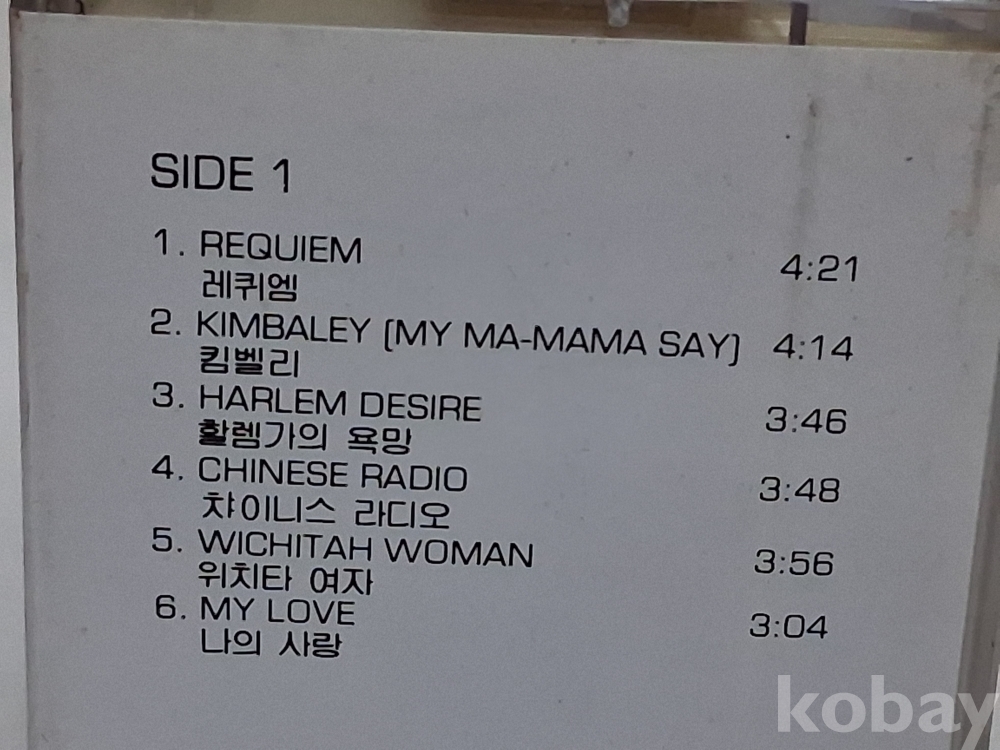 SIDE 1
1. REQUIEM 4:21
레퀴엠
2. KIMBALEY (MY MA-MAMA SAY) 4:14
킴벨리
3. HARLEM DESIRE 3:46
할렘가의 욕망
4. CHINESE RADIO 3:48
챠이니스 라디오
5. WICHITAH WOMAN 3:56
위치타 여자
6. MY LOVE 3:04
나의 사랑
kobay